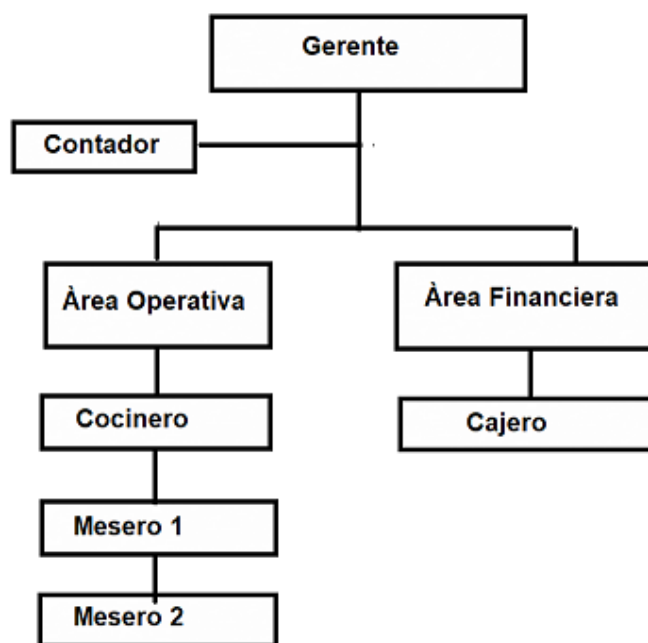 Gerente
Contador
Àrea Operativa
Àrea Financiera
Cocinero
Cajero
Mesero 1
Mesero 2